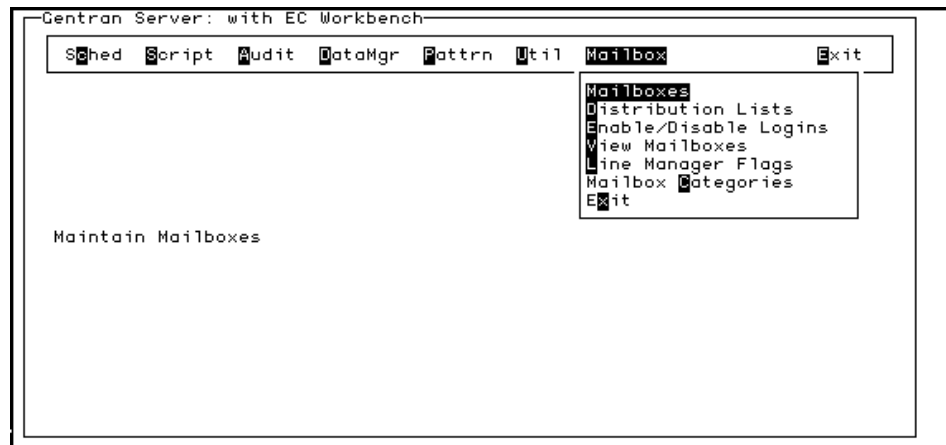 Gentran Server: with EC Workbench
Sched Script Audit DataMgr Pattrn Util Mailbox Exit
Mailboxes
Distribution Lists
Enable/Disable Logins
View Mailboxes
Line Manager Flags
Mailbox Categories
Exit
Maintain Mailboxes